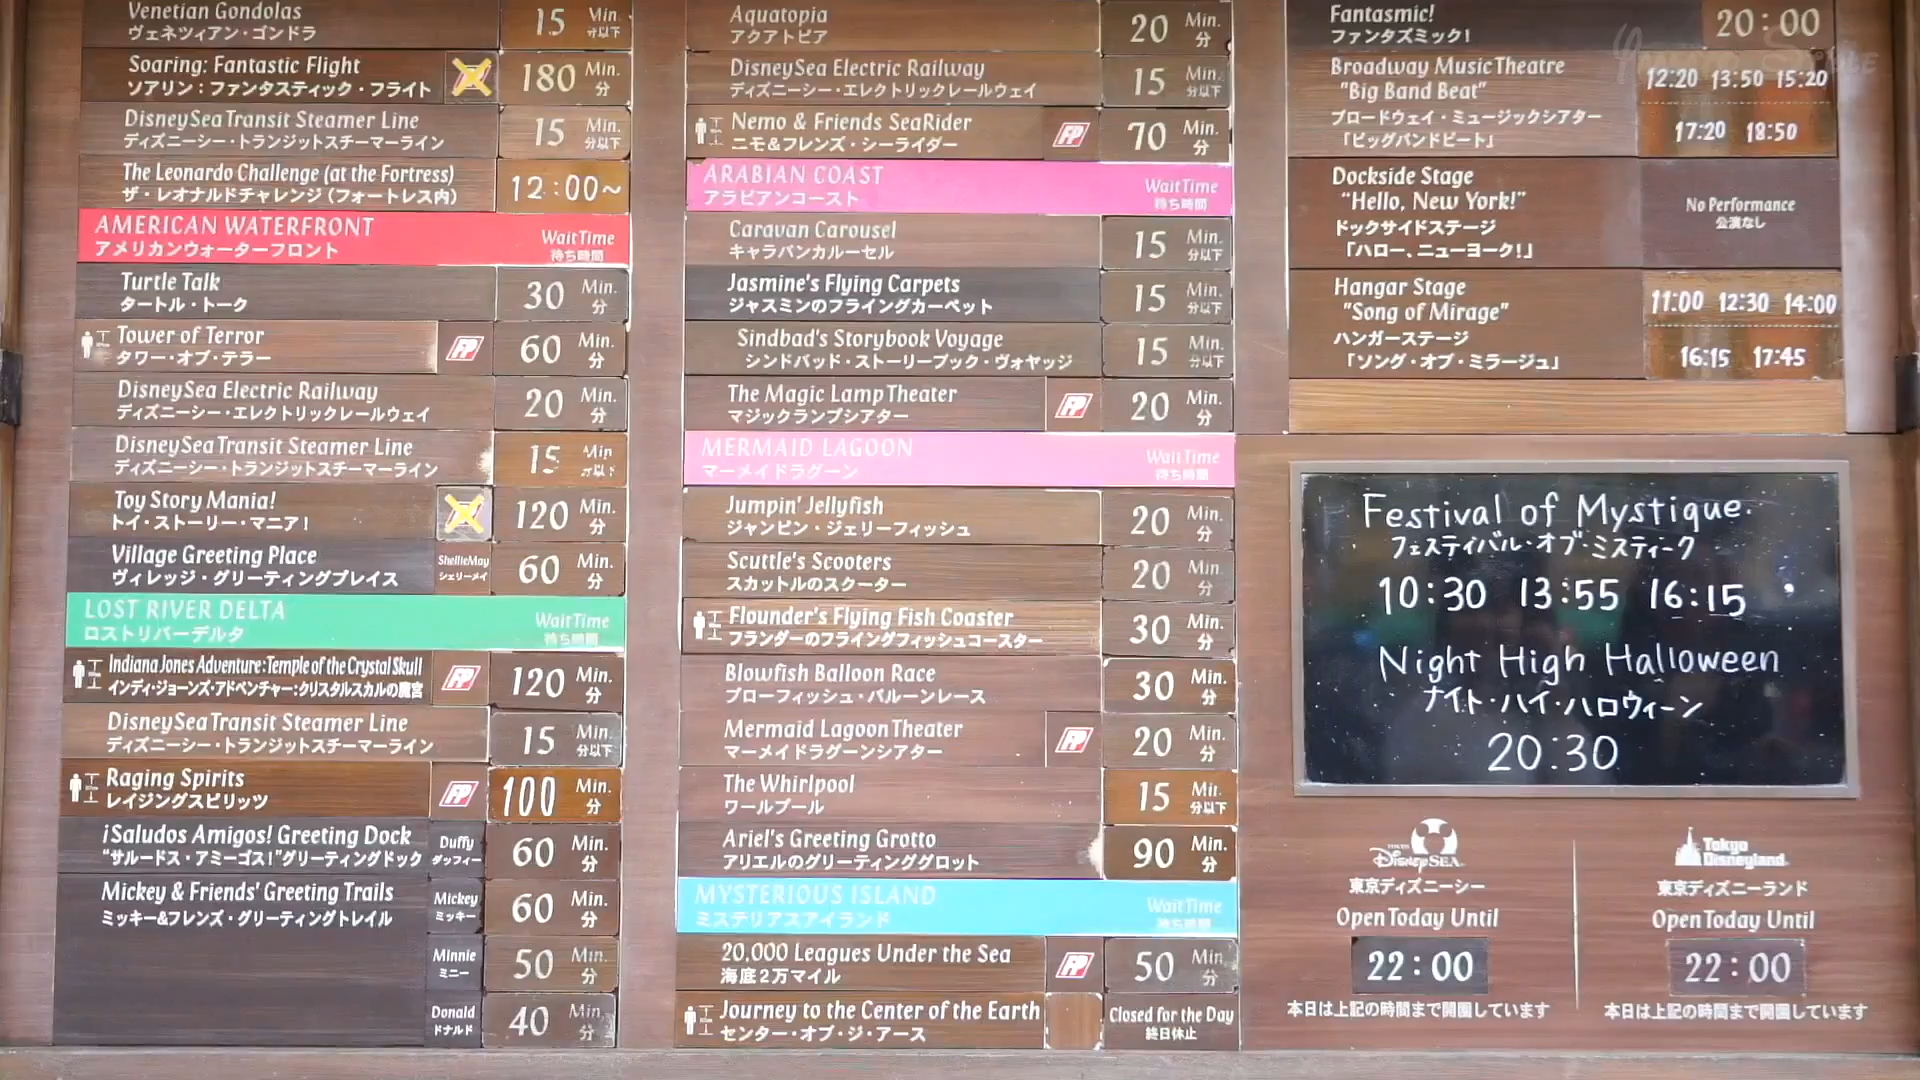 Venetian Gondolas
ヴェネツィアン・ゴンドラ
15 Min. 分以下
Soaring: Fantastic Flight
ソアリン：ファンタスティック・フライト
180 Min. 分
DisneySea Transit Steamer Line
ディズニーシー・トランジットスチーマーライン
15 Min. 分以下
The Leonardo Challenge (at the Fortress)
ザ・レオナルドチャレンジ（フォートレス内）
12:00~
AMERICAN WATERFRONT
アメリカンウォーターフロント
Wait Time
待ち時間
Turtle Talk
タートル・トーク
30 Min. 分
Tower of Terror
タワー・オブ・テラー
FP
60 Min. 分
DisneySea Electric Railway
ディズニーシー・エレクトリックレールウェイ
20 Min. 分
DisneySea Transit Steamer Line
ディズニーシー・トランジットスチーマーライン
15 Min 分以下
Toy Story Mania!
トイ・ストーリー・マニア！
120 Min. 分
Village Greeting Place
ヴィレッジ・グリーティングプレイス
ShellieMay
シェリーメイ
60 Min. 分
LOST RIVER DELTA
ロストリバーデルタ
Wait Time
待ち時間
Indiana Jones Adventure: Temple of the Crystal Skull
インディ・ジョーンズ・アドベンチャー：クリスタルスカルの魔宮
FP
120 Min. 分
DisneySea Transit Steamer Line
ディズニーシー・トランジットスチーマーライン
15 Min. 分以下
Raging Spirits
レイジングスピリッツ
FP
100 Min. 分
¡Saludos Amigos! Greeting Dock
“サルードス・アミーゴス！”グリーティングドック
Duffy
ダッフィー
60 Min. 分
Mickey & Friends' Greeting Trails
ミッキー&フレンズ・グリーティングトレイル
Mickey
ミッキー
60 Min. 分
Minnie
ミニー
50 Min. 分
Donald
ドナルド
40 Min. 分
Aquatopia
アクアトピア
20 Min. 分
DisneySea Electric Railway
ディズニーシー・エレクトリックレールウェイ
15 Min. 分以下
Nemo & Friends SeaRider
ニモ&フレンズ・シーライダー
FP
70 Min. 分
ARABIAN COAST
アラビアンコースト
Wait Time
待ち時間
Caravan Carousel
キャラバンカルーセル
15 Min. 分以下
Jasmine's Flying Carpets
ジャスミンのフライングカーペット
15 Min. 分以下
Sindbad's Storybook Voyage
シンドバッド・ストーリーブック・ヴォヤッジ
15 Min. 分以下
The Magic Lamp Theater
マジックランプシアター
FP
20 Min. 分
MERMAID LAGOON
マーメイドラグーン
Wait Time
待ち時間
Jumpin' Jellyfish
ジャンピン・ジェリーフィッシュ
20 Min. 分
Scuttle's Scooters
スカットルのスクーター
20 Min. 分
Flounder's Flying Fish Coaster
フランダーのフライングフィッシュコースター
30 Min. 分
Blowfish Balloon Race
ブローフィッシュ・バルーンレース
30 Min. 分
Mermaid Lagoon Theater
マーメイドラグーンシアター
FP
20 Min. 分
The Whirlpool
ワールプール
15 Min. 分以下
Ariel's Greeting Grotto
アリエルのグリーティンググロット
90 Min. 分
MYSTERIOUS ISLAND
ミステリアスアイランド
Wait Time
待ち時間
20,000 Leagues Under the Sea
海底2万マイル
FP
50 Min. 分
Journey to the Center of the Earth
センター・オブ・ジ・アース
Closed for the Day
終日休止
Fantasmic!
ファンタズミック！
20:00
Broadway Music Theatre
"Big Band Beat"
ブロードウェイ・ミュージックシアター
「ビッグバンドビート」
12:20 13:50 15:20
17:20 18:50
Dockside Stage
“Hello, New York!”
ドックサイドステージ
「ハロー、ニューヨーク！」
No Performance
公演なし
Hangar Stage
"Song of Mirage"
ハンガーステージ
「ソング・オブ・ミラージュ」
11:00 12:30 14:00
16:15 17:45
Festival of Mystique.
フェスティバル・オブ・ミスティーク
10:30 13:55 16:15
Night High Halloween
ナイト・ハイ・ハロウィーン
20:30
TOKYO DISNEYSEA
東京ディズニーシー
Open Today Until
22:00
本日は上記の時間まで開園しています
Tokyo Disneyland
東京ディズニーランド
Open Today Until
22:00
本日は上記の時間まで開園しています